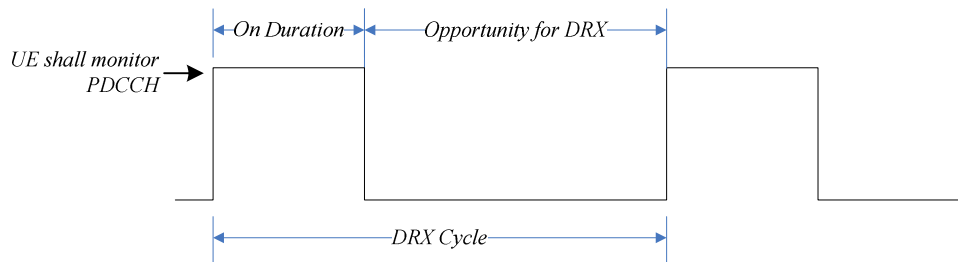 On Duration
Opportunity for DRX
UE shall monitor
PDCCH
DRX Cycle